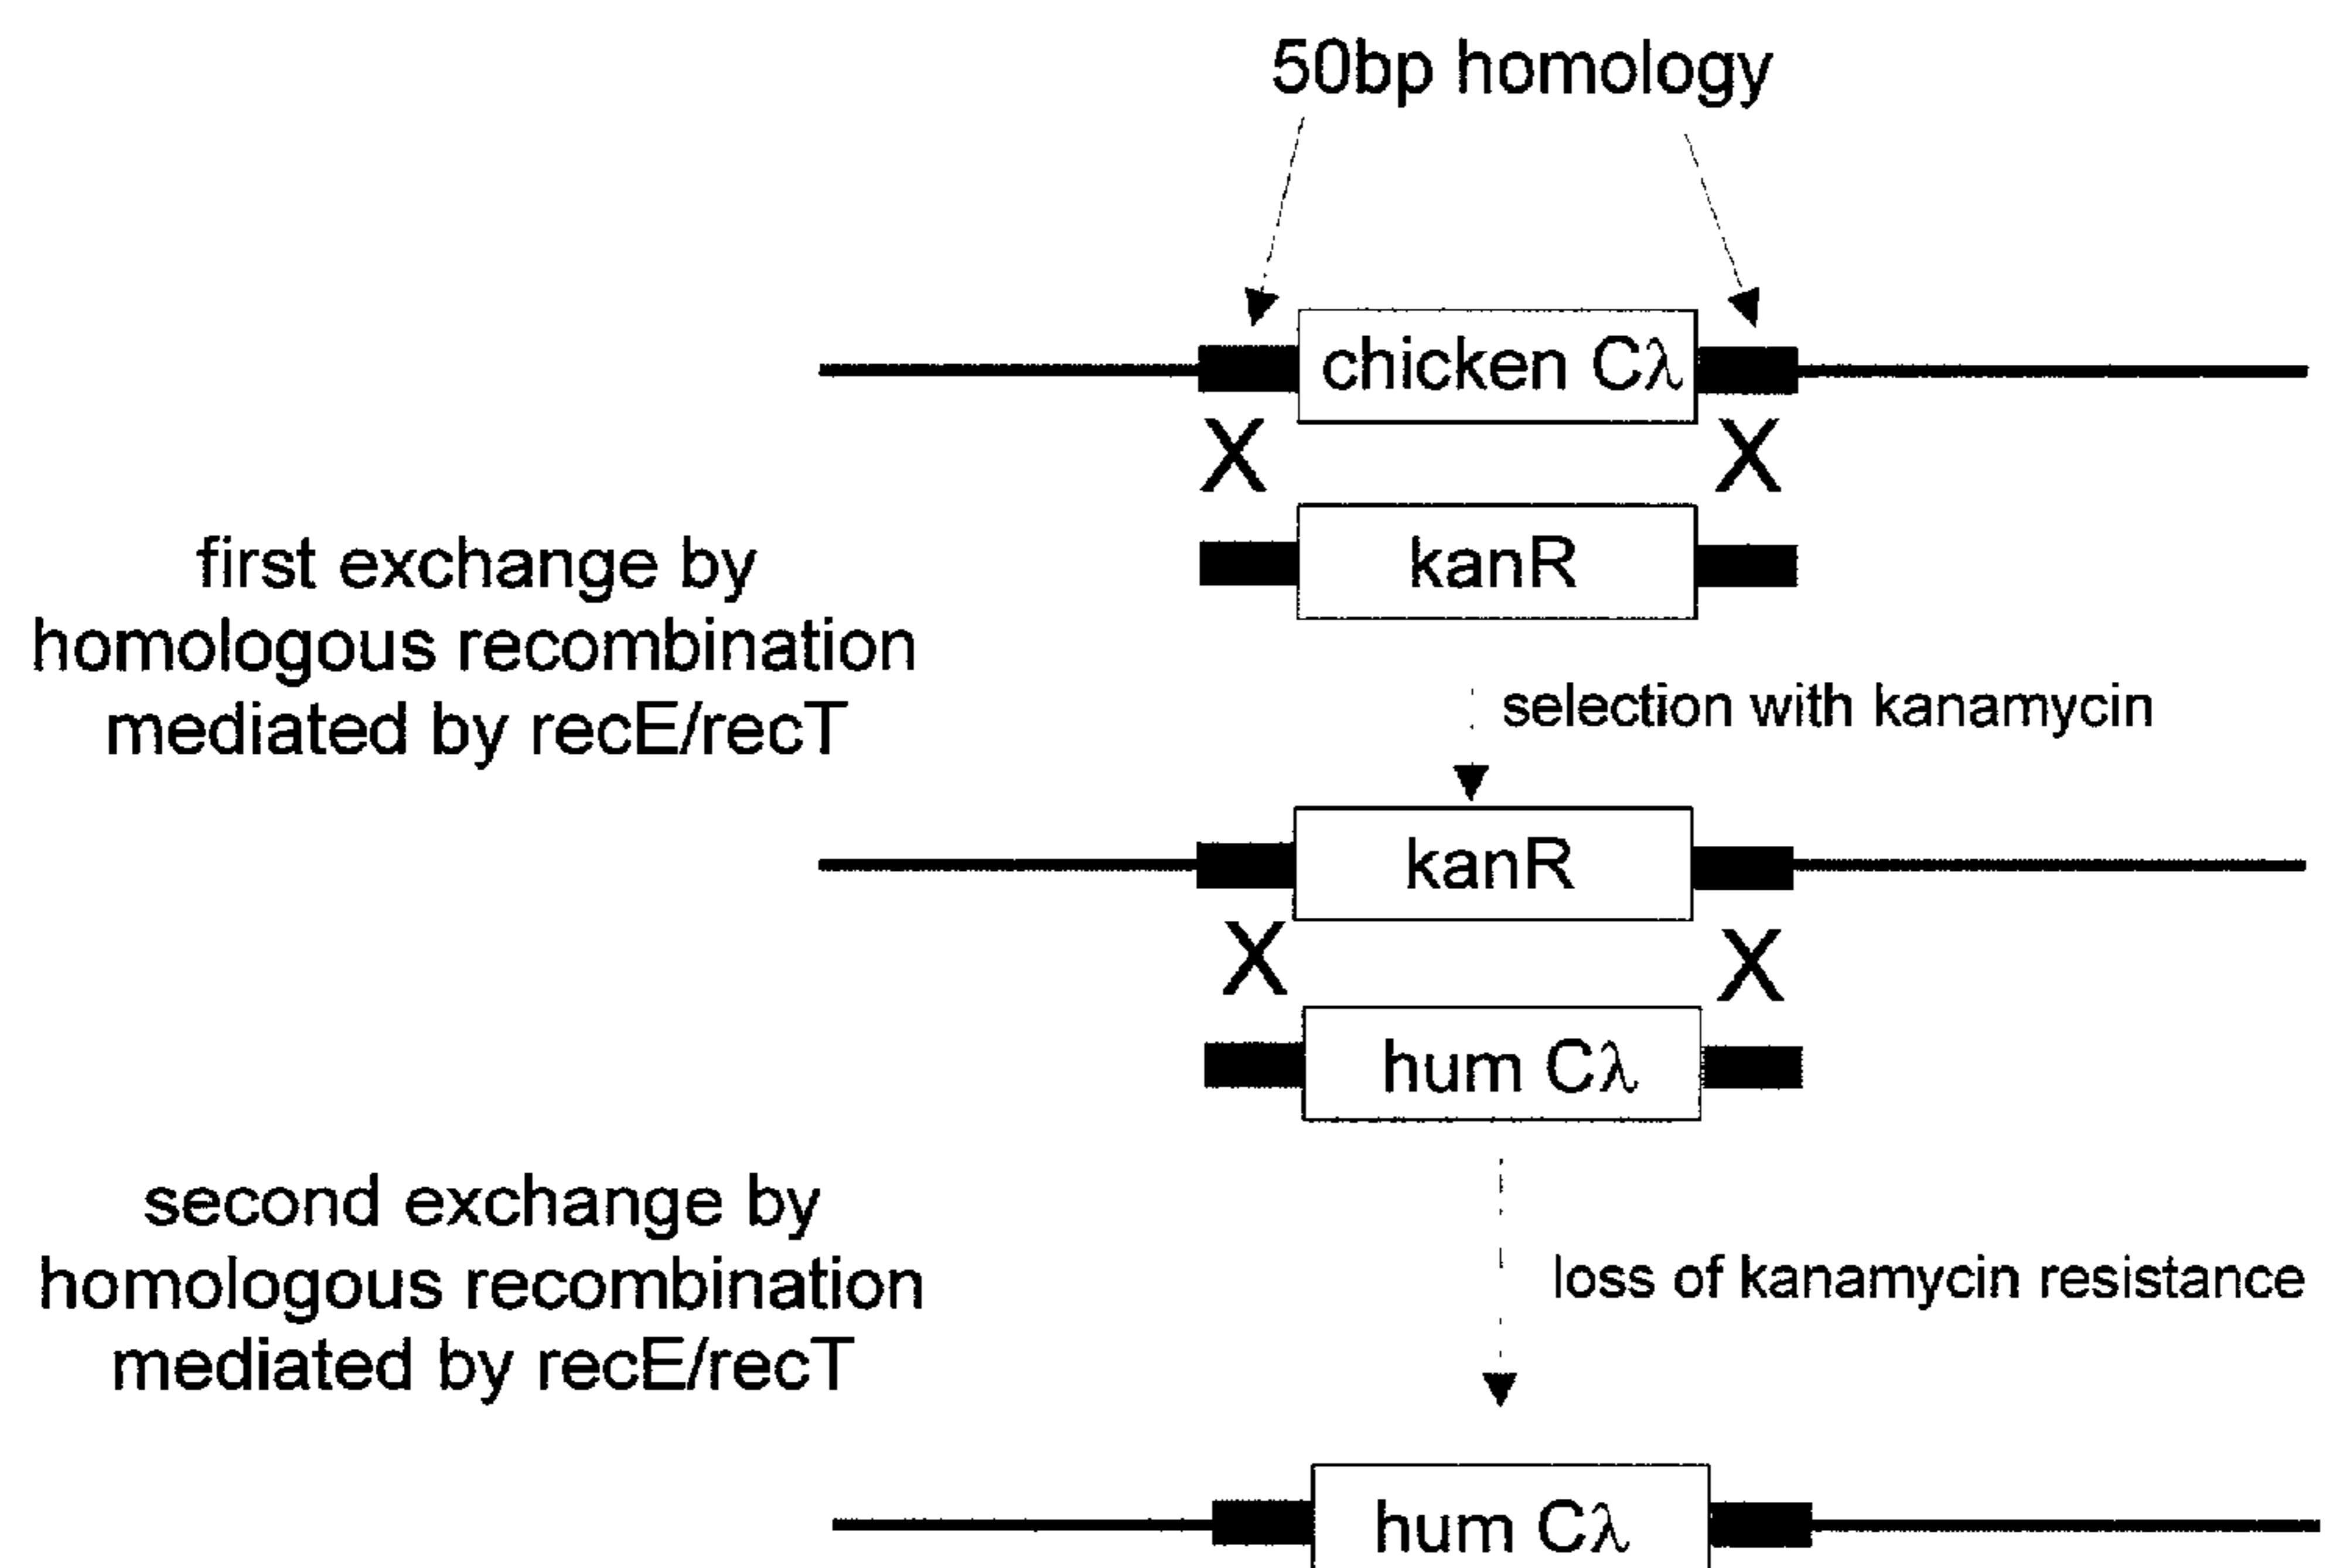 50bp homology
chicken Cλ
X X
kanR
first exchange by
homologous recombination
mediated by recE/recT
selection with kanamycin
kanR
X X
hum Cλ
second exchange by
homologous recombination
mediated by recE/recT
loss of kanamycin resistance
hum Cλ